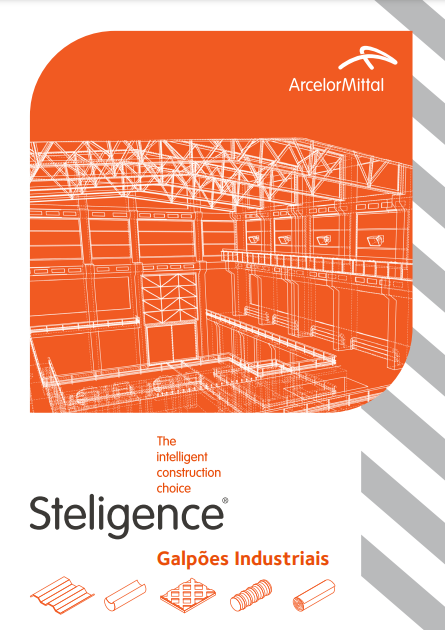 ArcelorMittal
The
intelligent
construction
choice
Steligence®
Galpões Industriais